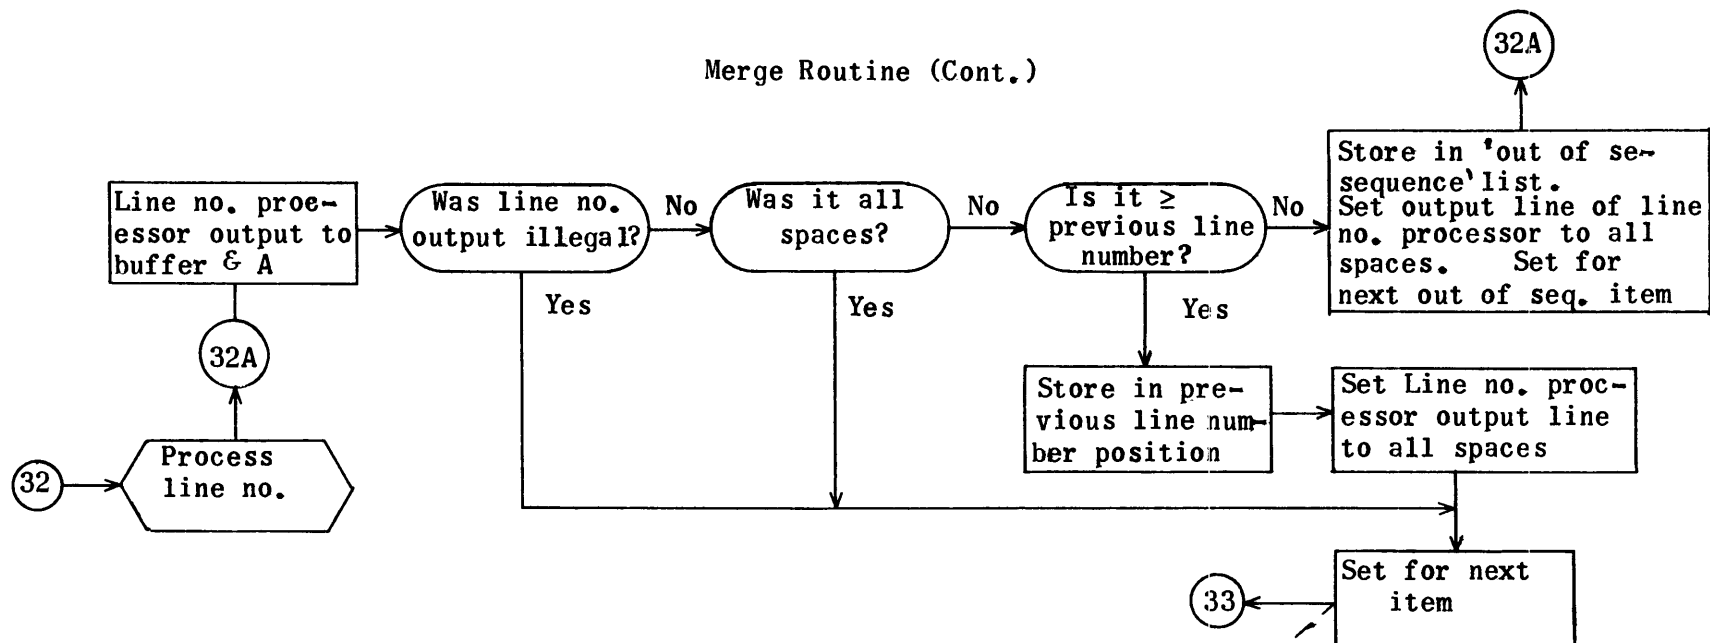 Merge Routine (Cont.)
32A
Line no. proc-
essor output to
buffer & A
Was line no.
output illegal?
No
Was it all
spaces?
No
Is it ≥
previous line
number?
No
Store in 'out of se-
sequence' list.
Set output line of line
no. processor to all
spaces. Set for
next out of seq. item
Yes
Yes
Yes
32A
Store in pre-
vious line num-
ber position
Set Line no. proc-
essor output line
to all spaces
32
Process
line no.
33
Set for next
item